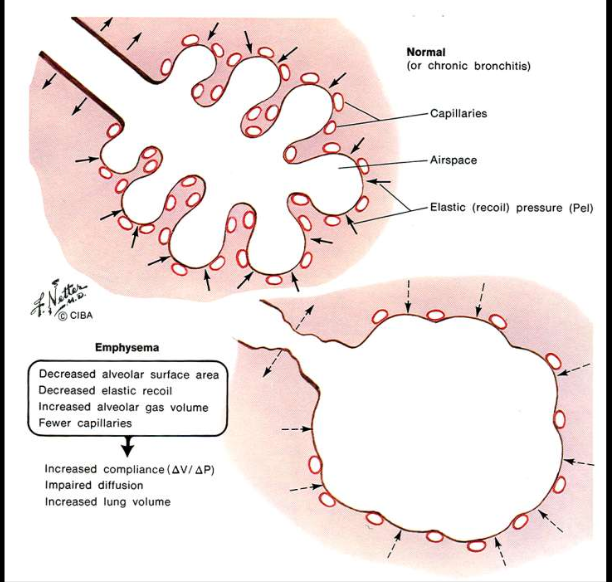 Normal
(or chronic bronchitis)
Capillaries
Airspace
Elastic (recoil) pressure (Pel)
F. Netter
M.D.
© CIBA
Emphysema
Decreased alveolar surface area
Decreased elastic recoil
Increased alveolar gas volume
Fewer capillaries
Increased compliance (ΔV/ΔP)
Impaired diffusion
Increased lung volume